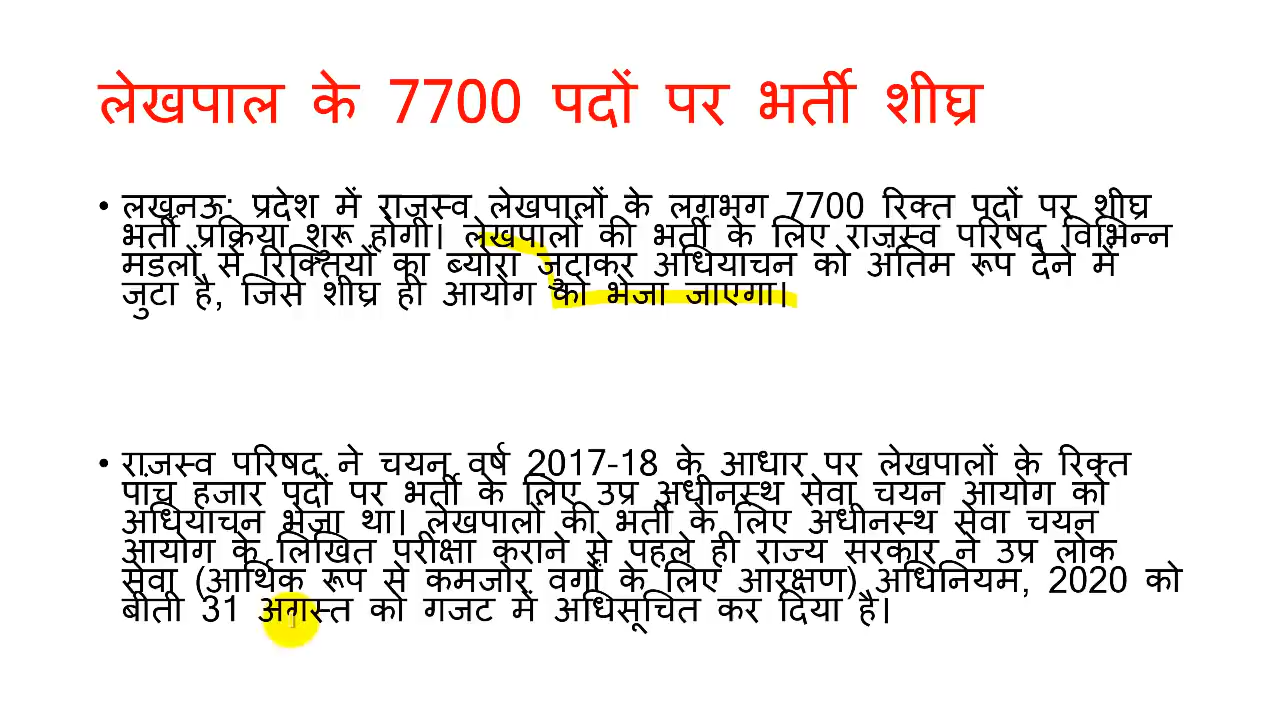 लेखपाल के 7700 पदों पर भर्ती शीघ्र
• लखनऊ: प्रदेश में राजस्व लेखपालों के लगभग 7700 रिक्त पदों पर शीघ्र
भर्ती प्रक्रिया शुरू होगी। लेखपालों की भर्ती के लिए राजस्व परिषद विभिन्न
मंडलों से रिक्तियों का ब्योरा जुटाकर अधियाचन को अंतिम रूप देने में
जुटा है, जिसे शीघ्र ही आयोग को भेजा जाएगा।
• राजस्व परिषद ने चयन वर्ष 2017-18 के आधार पर लेखपालों के रिक्त
पांच हजार पदों पर भर्ती के लिए उप्र अधीनस्थ सेवा चयन आयोग को
अधियाचन भेजा था। लेखपालों की भर्ती के लिए अधीनस्थ सेवा चयन
आयोग के लिखित परीक्षा कराने से पहले ही राज्य सरकार ने उप्र लोक
सेवा (आर्थिक रूप से कमजोर वर्गों के लिए आरक्षण) अधिनियम, 2020 को
बीती 31 अगस्त को गजट में अधिसूचित कर दिया है।